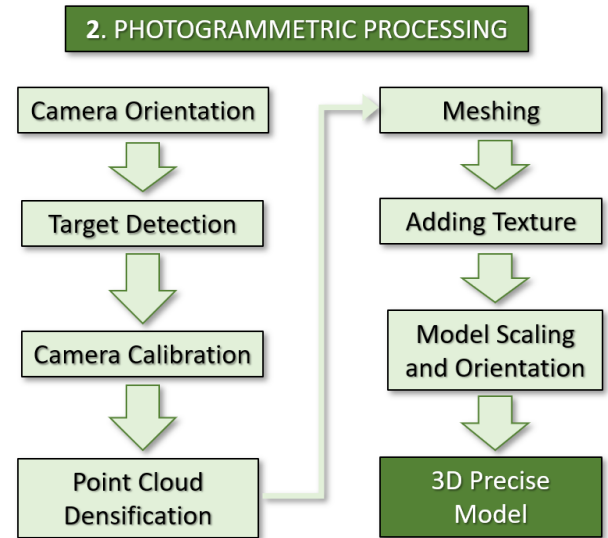 2. PHOTOGRAMMETRIC PROCESSING
Camera Orientation
Target Detection
Camera Calibration
Point Cloud
Densification
Meshing
Adding Texture
Model Scaling
and Orientation
3D Precise
Model